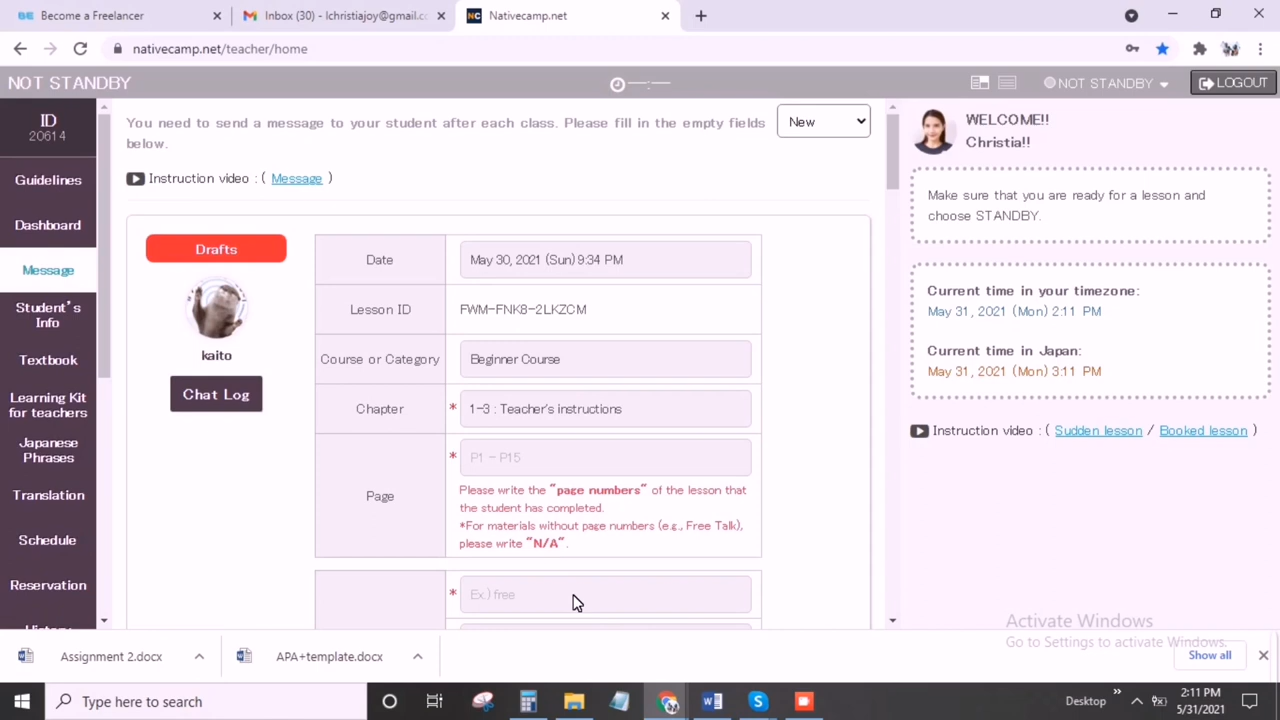 Become a Freelancer
Inbox (30) - lchristiajoy@gmail.cc
Nativecamp.net
nativecamp.net/teacher/home
NOT STANDBY
NOT STANDBY
LOGOUT
ID
20614
Guidelines
Dashboard
Message
Student's
Info
Textbook
Learning Kit
for teachers
Japanese
Phrases
Translation
Schedule
Reservation
You need to send a message to your student after each class. Please fill in the empty fields
below.
New
Instruction video : ( Message )
Drafts
kaito
Chat Log
Date
May 30, 2021 (Sun) 9:34 PM
Lesson ID
FWM-FNK8-2LKZCM
Course or Category
Beginner Course
Chapter
* 1-3 : Teacher's instructions
Page
* P1 - P15
Please write the "page numbers" of the lesson that
the student has completed.
*For materials without page numbers (e.g., Free Talk),
please write "N/A".
* Ex.) free
WELCOME!!
Christia!!
Make sure that you are ready for a lesson and
choose STANDBY.
Current time in your timezone:
May 31, 2021 (Mon) 2:11 PM
Current time in Japan:
May 31, 2021 (Mon) 3:11 PM
Instruction video : ( Sudden lesson / Booked lesson )
Activate Windows
Go to Settings to activate Windows.
Assignment 2.docx
APA+template.docx
Show all
Type here to search
Desktop
2:11 PM
5/31/2021